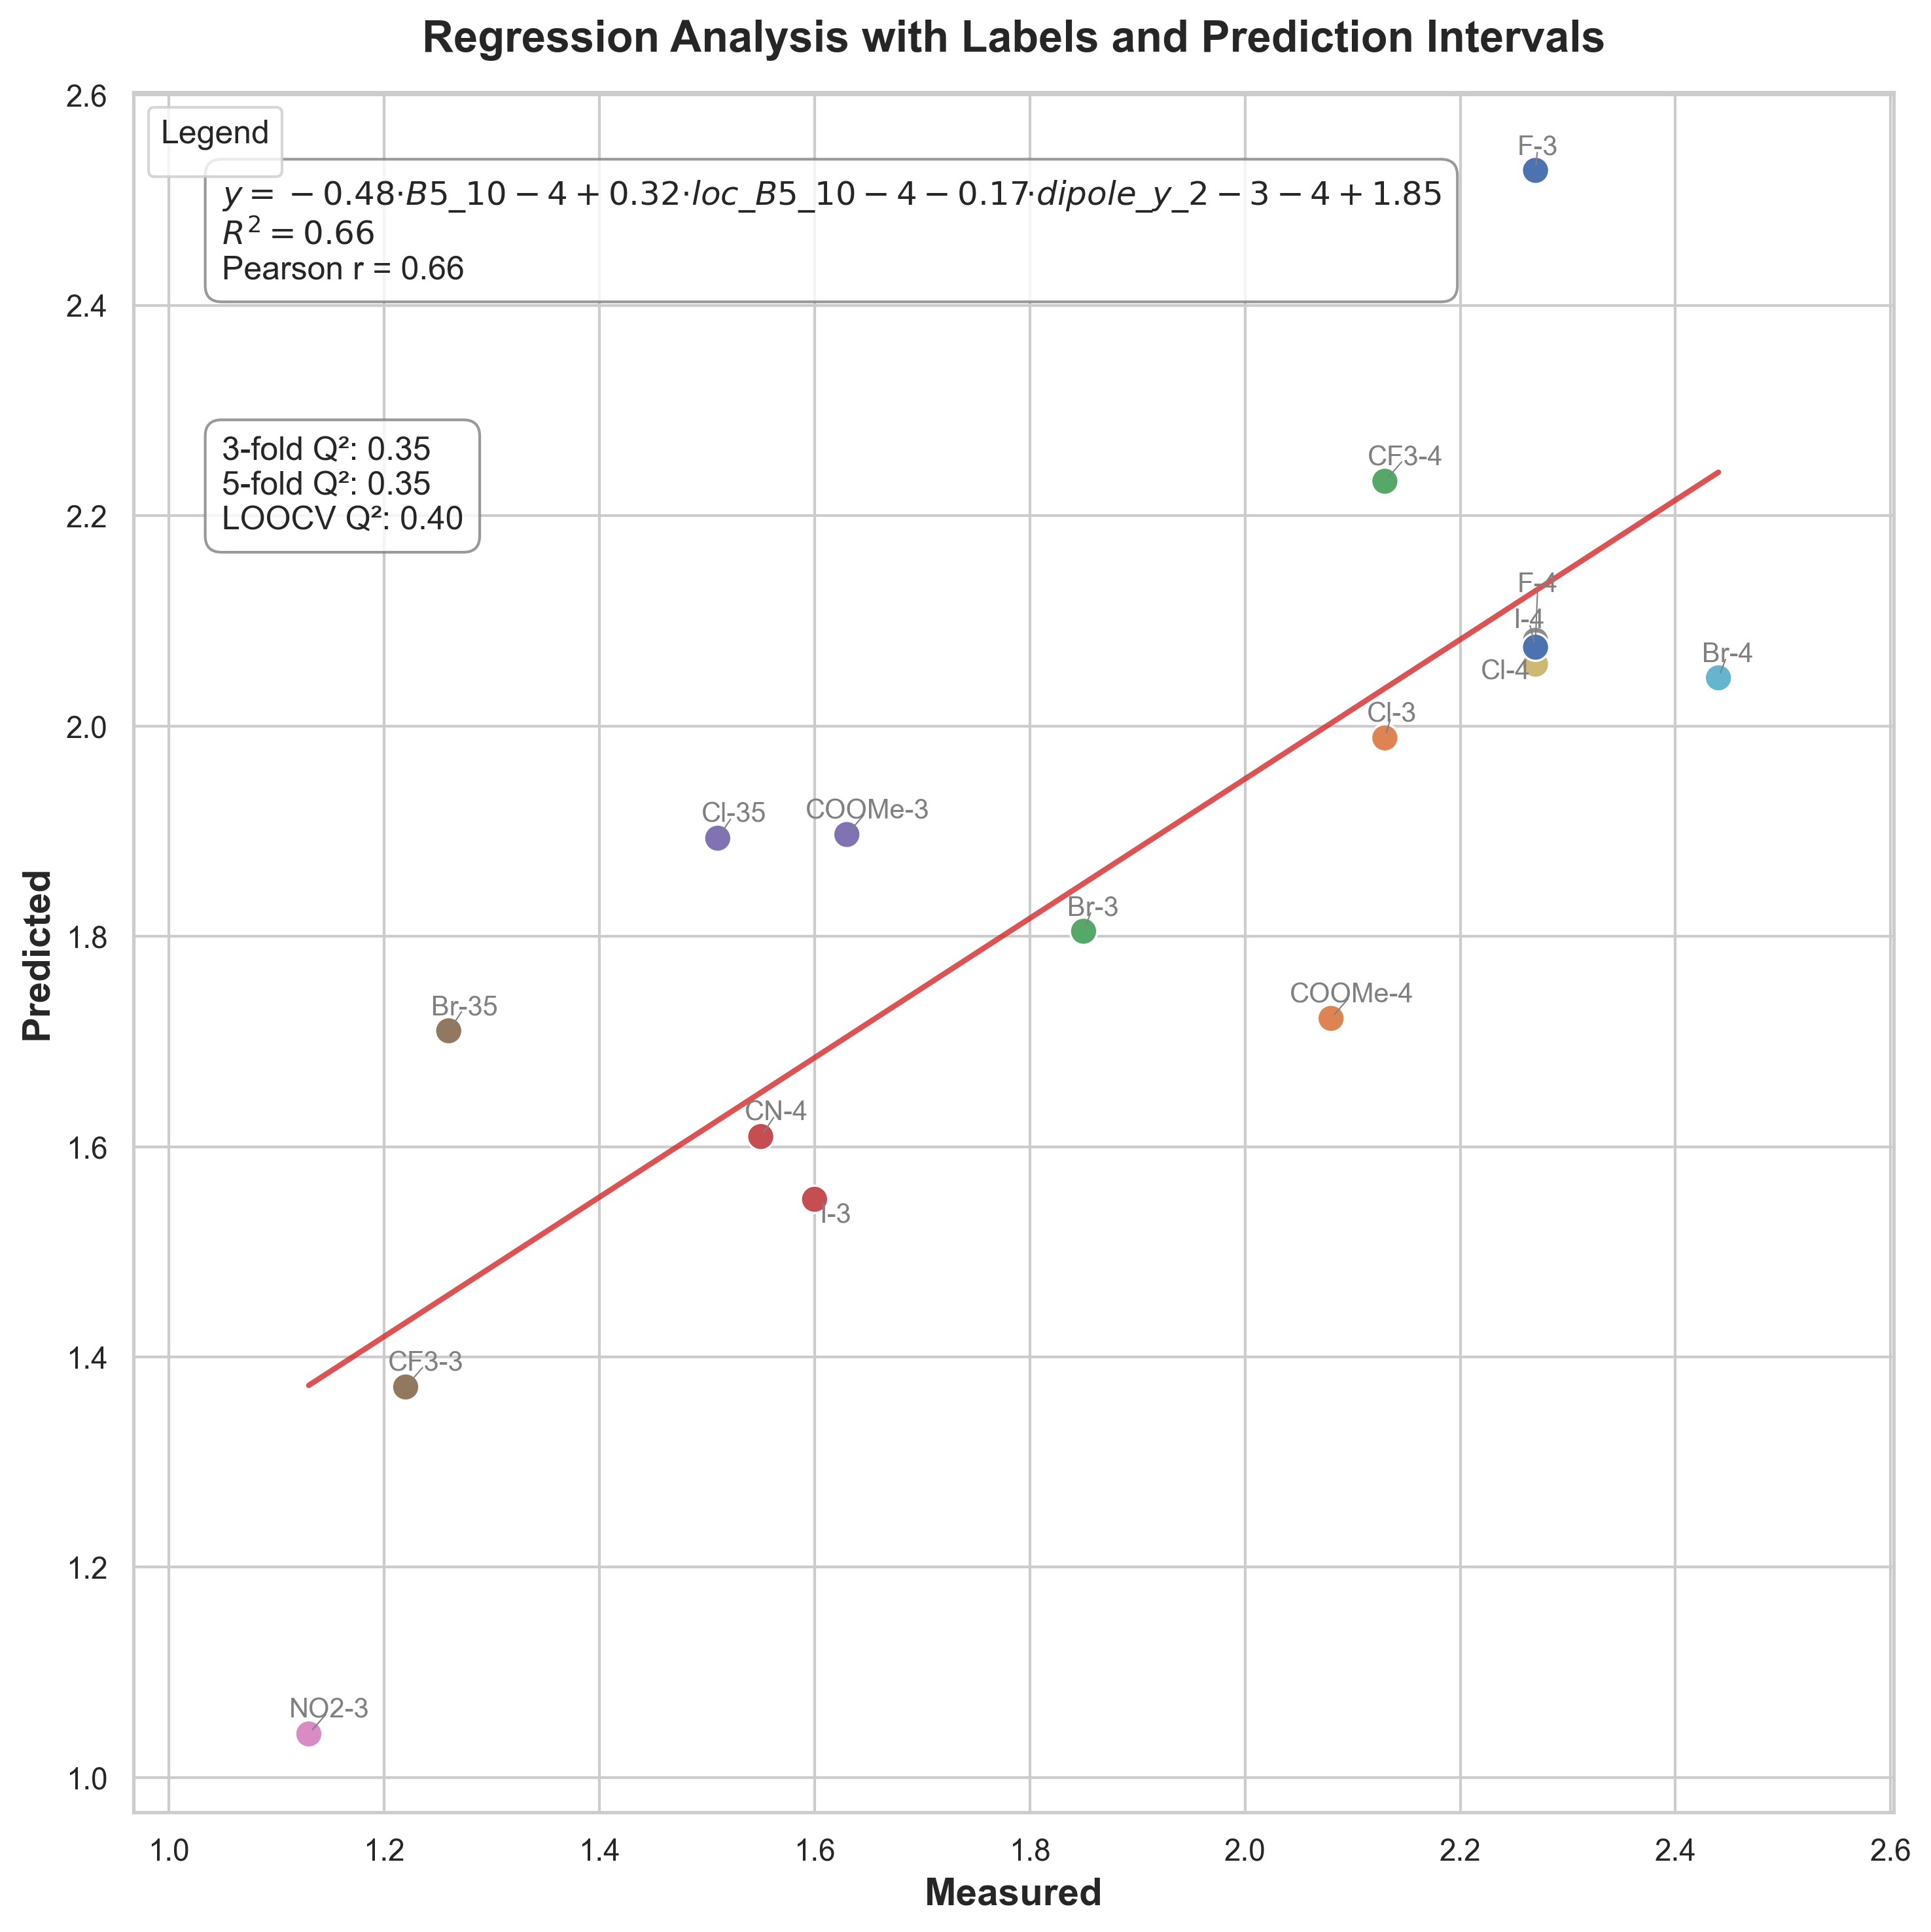 Regression Analysis with Labels and Prediction Intervals
Legend
y = −0.48·B5_10 − 4 + 0.32·loc_B5_10 − 4 − 0.17·dipole_y_2 − 3 − 4 + 1.85
R² = 0.66
Pearson r = 0.66
3-fold Q²: 0.35
5-fold Q²: 0.35
LOOCV Q²: 0.40
F-3
CF3-4
F-4
I-4
Cl-4
Br-4
Cl-3
Cl-35
COOMe-3
Br-3
COOMe-4
Br-35
CN-4
I-3
CF3-3
NO2-3
2.6
2.4
2.2
2.0
1.8
1.6
1.4
1.2
1.0
Predicted
1.0 1.2 1.4 1.6 1.8 2.0 2.2 2.4 2.6
Measured